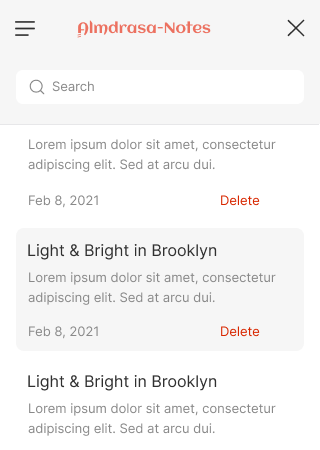 Almdrasa-Notes
Search
Lorem ipsum dolor sit amet, consectetur
adipiscing elit. Sed at arcu dui.
Feb 8, 2021 Delete
Light & Bright in Brooklyn
Lorem ipsum dolor sit amet, consectetur
adipiscing elit. Sed at arcu dui.
Feb 8, 2021 Delete
Light & Bright in Brooklyn
Lorem ipsum dolor sit amet, consectetur
adipiscing elit. Sed at arcu dui.